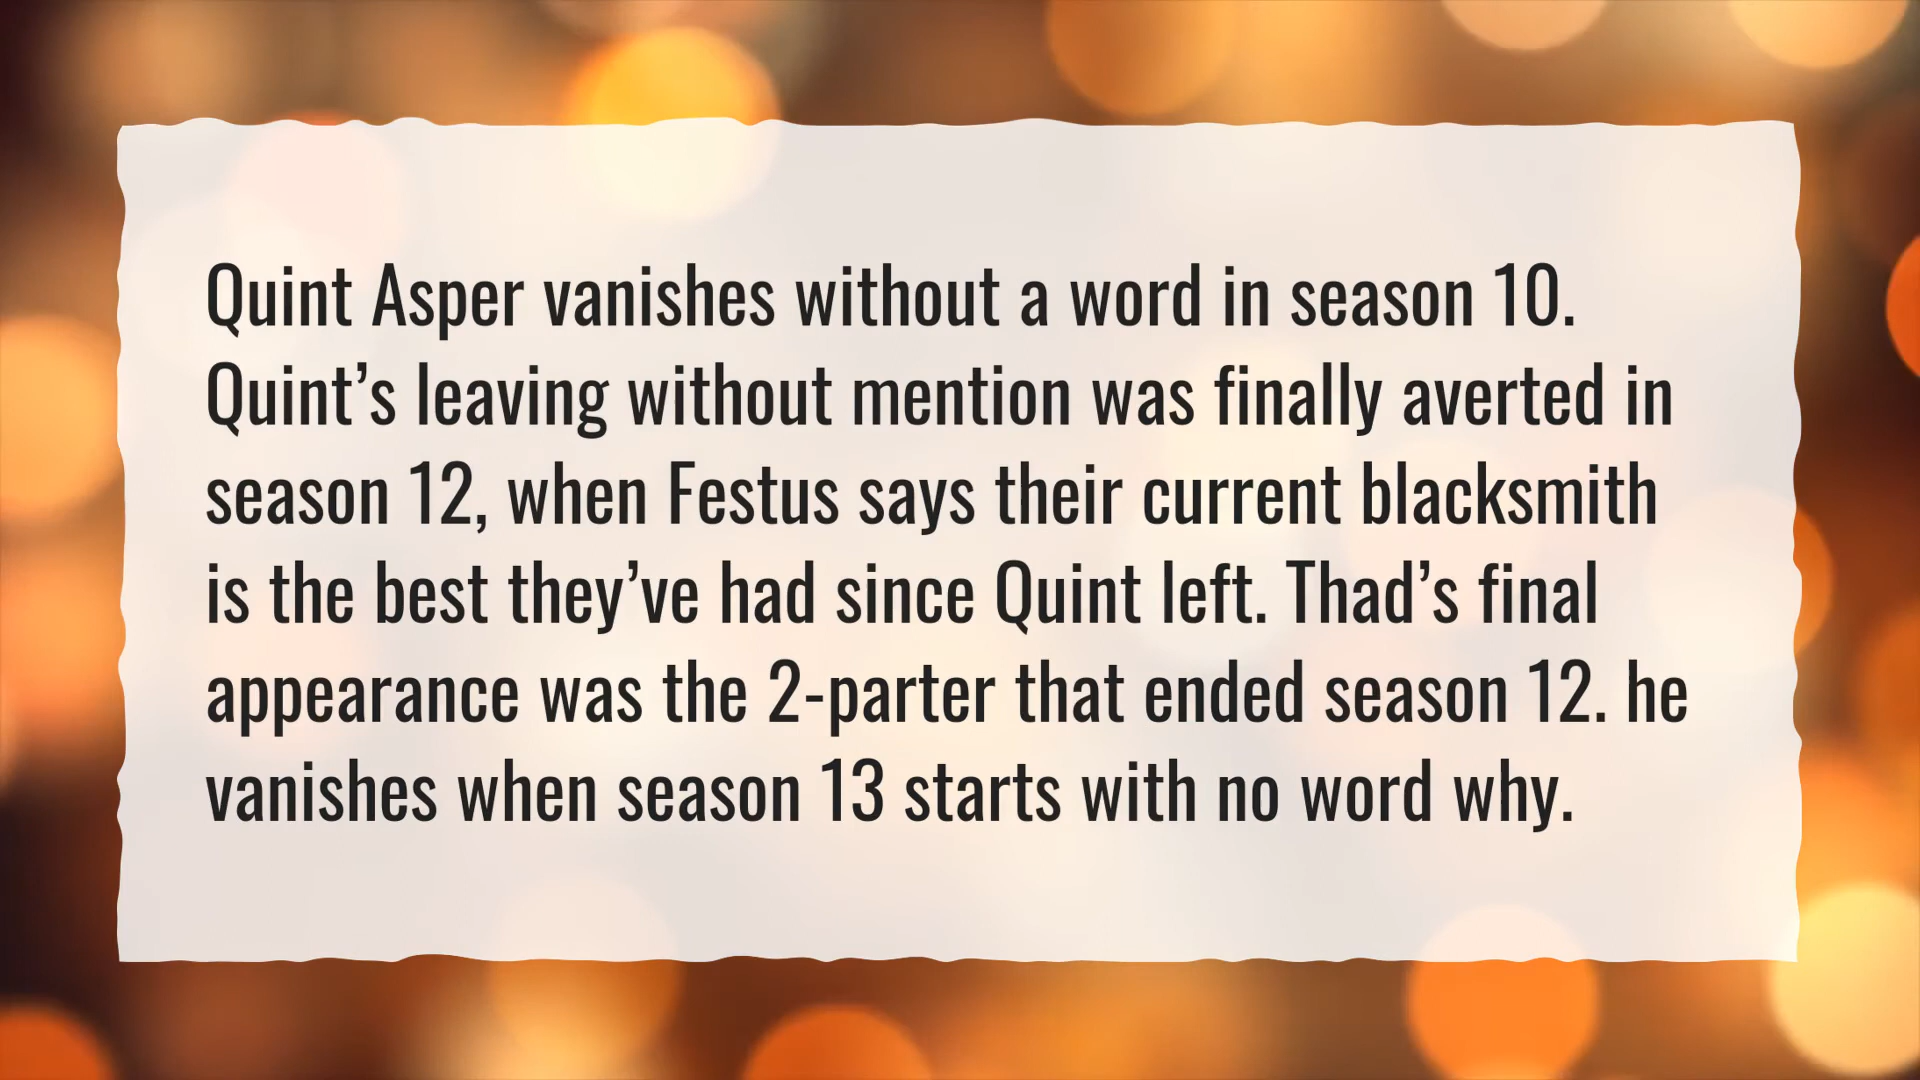 Quint Asper vanishes without a word in season 10.
Quint’s leaving without mention was finally averted in
season 12, when Festus says their current blacksmith
is the best they’ve had since Quint left. Thad’s final
appearance was the 2-parter that ended season 12. he
vanishes when season 13 starts with no word why.